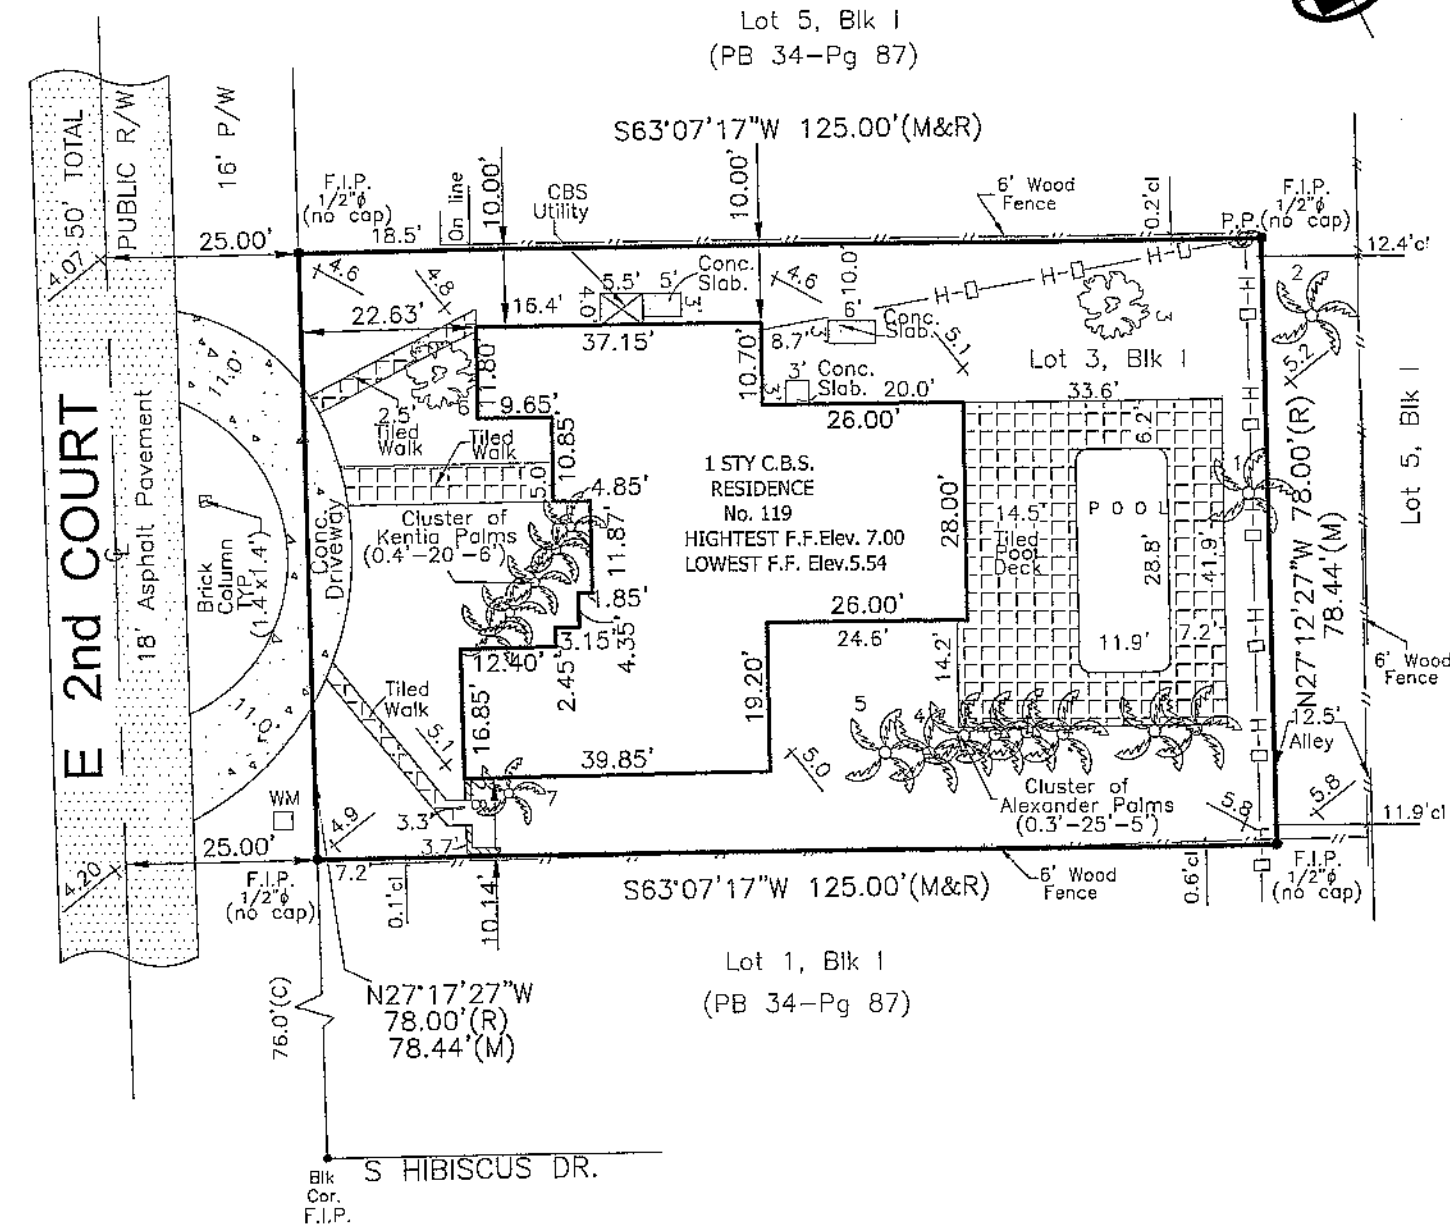 Lot 5, Blk 1
(PB 34-Pg 87)
S63°07'17"W 125.00'(M&R)
50' TOTAL
PUBLIC R/W
16' P/W
F.I.P.
1/2"ø
(no cap)
18.5'
On line
10.00'
CBS
Utility
10.00'
6' Wood
Fence
0.2'cl
P.P.
F.I.P.
1/2"ø
(no cap)
12.4'cl
25.00'
4.07
4.6
4.8
22.63'
16.4'
4.0'
5.5'
5'
3'
Conc.
Slab.
4.6
10.0'
H
H
H
2
3
37.15'
10.70'
8.7'
3'
6'
Conc.
Slab.
5.1
Lot 3, Blk 1
5.2
11.0'
11.80'
6
9.65'
2.5'
Tiled
Walk
3'
3'
Conc.
Slab.
20.0'
33.6'
26.00'
6.2'
Tiled
Walk
10.85
5.0
4.85'
11.87'
1 STY C.B.S.
RESIDENCE
No. 119
HIGHTEST F.F.Elev. 7.00
LOWEST F.F. Elev.5.54
28.00'
14.5'
Tiled
Pool
Deck
POOL
28.8'
41.9'
1
N27°12'27"W 78.00'(R)
78.44'(M)
Lot 5, Blk 1
E 2nd COURT
18' Asphalt Pavement
Brick
Column
TYP
(1.4'x1.4')
Conc.
Driveway
Cluster of
Kentia Palms
(0.4'-20'-6')
1.85'
4.35'
3.15'
2.45'
12.40'
26.00'
24.6'
14.2'
11.9'
7.2'
6' Wood
Fence
11.0'
Tiled
Walk
5.1
16.85'
39.85'
19.20'
5.0
5
4
12.5'
Alley
Cluster of
Alexander Palms
(0.3'-25'-5')
5.8
5.8
11.9'cl
WM
4.9
3.3'
3.7'
7
25.00'
4.20
F.I.P.
1/2"ø
(no cap)
7.2'
0.1'cl
10.14'
S63°07'17"W 125.00'(M&R)
6' Wood
Fence
0.6'cl
F.I.P.
1/2"ø
(no cap)
Lot 1, Blk 1
(PB 34-Pg 87)
N27°17'27"W
78.00'(R)
78.44'(M)
76.0'(C)
S HIBISCUS DR.
Blk
Cor.
F.I.P.